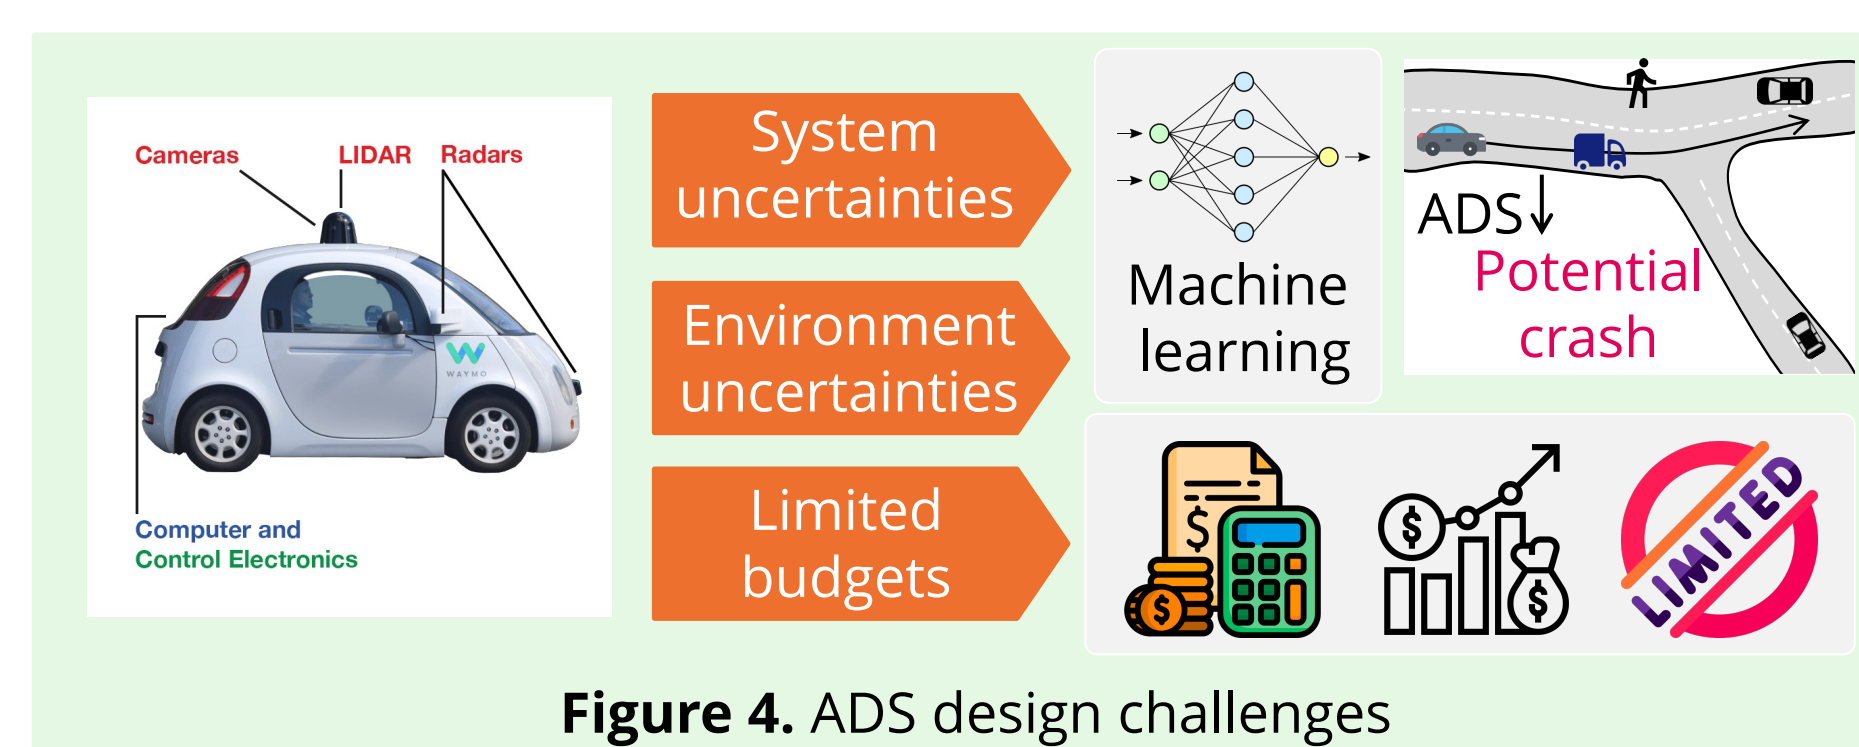 Cameras
LIDAR
Radars
WAYMO
Computer and
Control Electronics
System
uncertainties
Environment
uncertainties
Limited
budgets
Machine
learning
ADS↓
Potential
crash
$
$
$
$
LIMITED
Figure 4. ADS design challenges